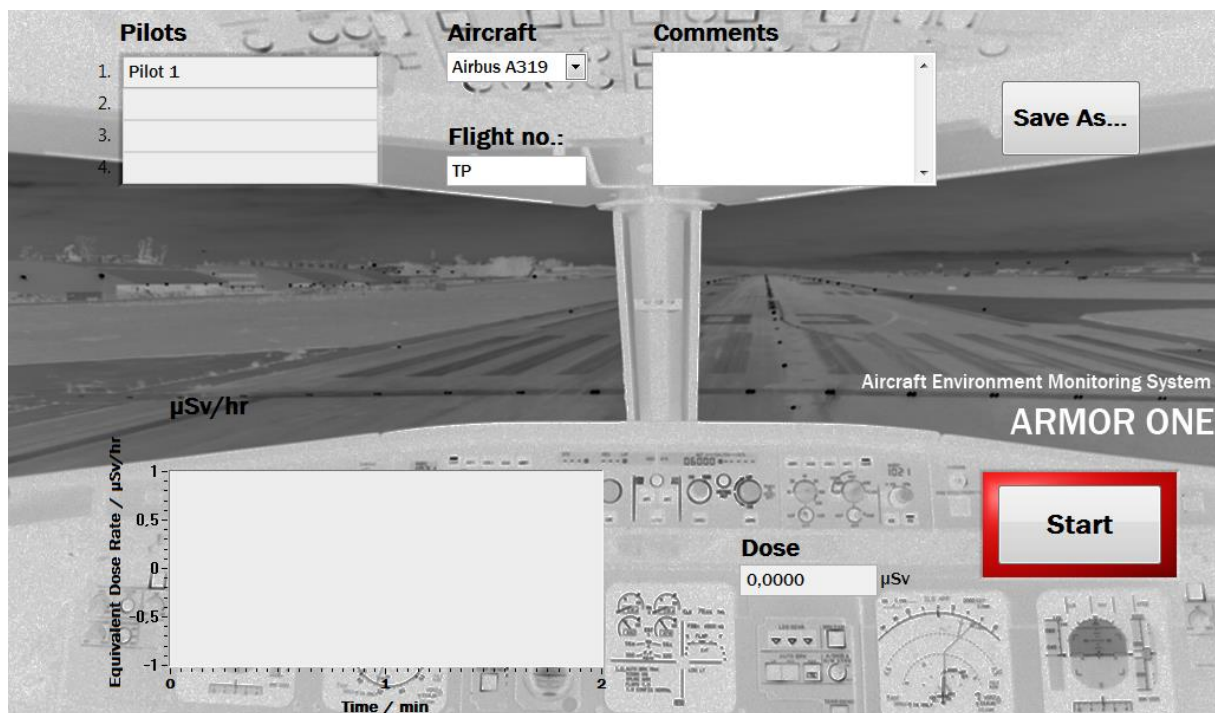 Pilots
1. Pilot 1
2.
3.
4.
Aircraft
Airbus A319
Flight no.:
TP
Comments
Save As...
Aircraft Environment Monitoring System
ARMOR ONE
µSv/hr
Equivalent Dose Rate / µSv/hr
1
0,5
0
-0,5
-1
0
1
2
Time / min
Dose
0,0000 µSv
Start